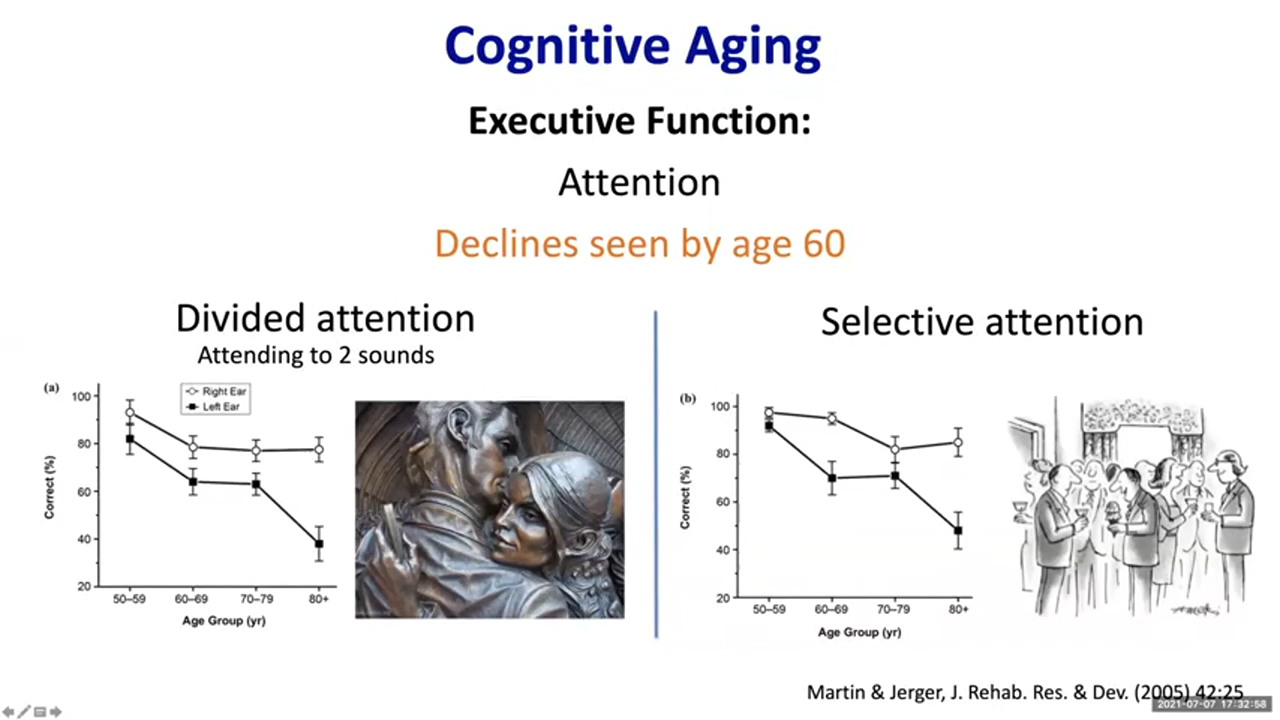 Cognitive Aging
Executive Function:
Attention
Declines seen by age 60
Divided attention
Attending to 2 sounds
(a)
Right Ear
Left Ear
100
80
60
40
20
Correct (%)
50–59 60–69 70–79 80+
Age Group (yr)
Selective attention
(b)
100
80
60
40
20
Correct (%)
50–59 60–69 70–79 80+
Age Group (yr)
Martin & Jerger, J. Rehab. Res. & Dev. (2005) 42:25
2021-07-07 17:32:58